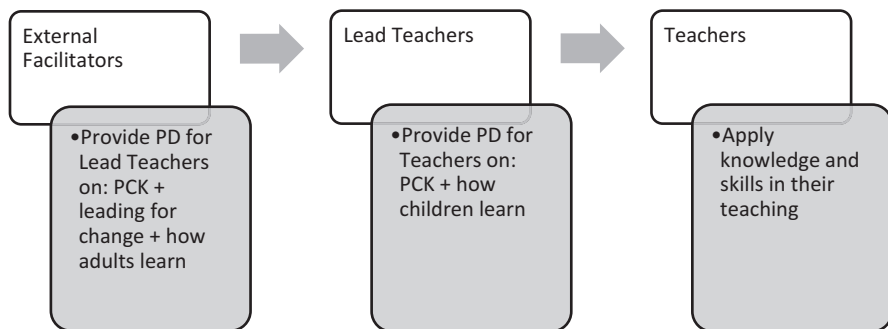 External
Facilitators
•Provide PD for
Lead Teachers
on: PCK +
leading for
change + how
adults learn
Lead Teachers
•Provide PD for
Teachers on:
PCK + how
children learn
Teachers
•Apply
knowledge and
skills in their
teaching